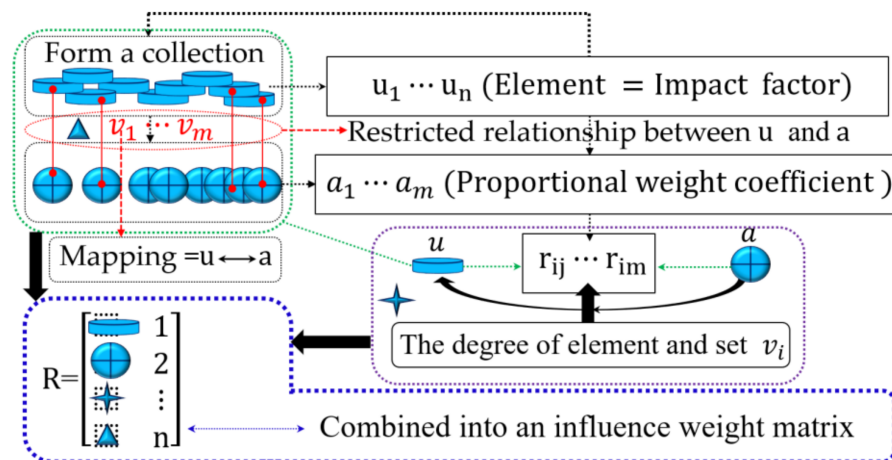 Form a collection
u₁ ⋯ uₙ (Element = Impact factor)
v₁ ⋯ vₘ
Restricted relationship between u and a
a₁ ⋯ aₘ (Proportional weight coefficient )
Mapping =u⟷a
u
a
rᵢⱼ ⋯ rᵢₘ
The degree of element and set vᵢ
R=
1
2
⋮
n
Combined into an influence weight matrix